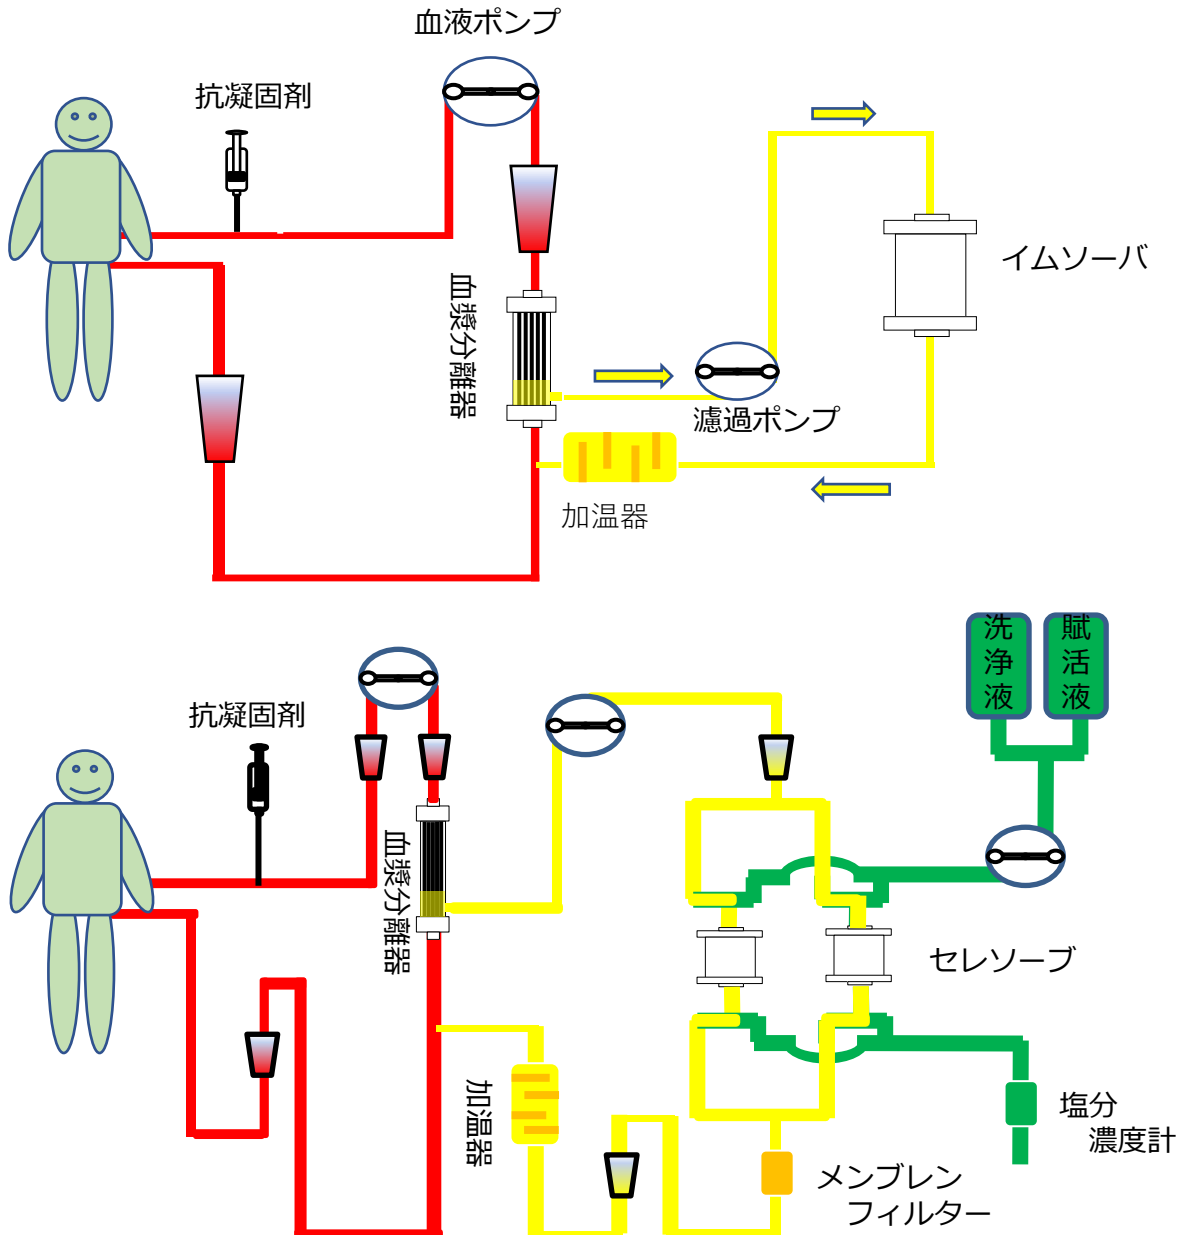 血液ポンプ
抗凝固剤
血漿分離器
イムソーバ
濾過ポンプ
加温器
洗浄液
賦活液
抗凝固剤
血漿分離器
セレソーブ
加温器
塩分
濃度計
メンブレン
フィルター